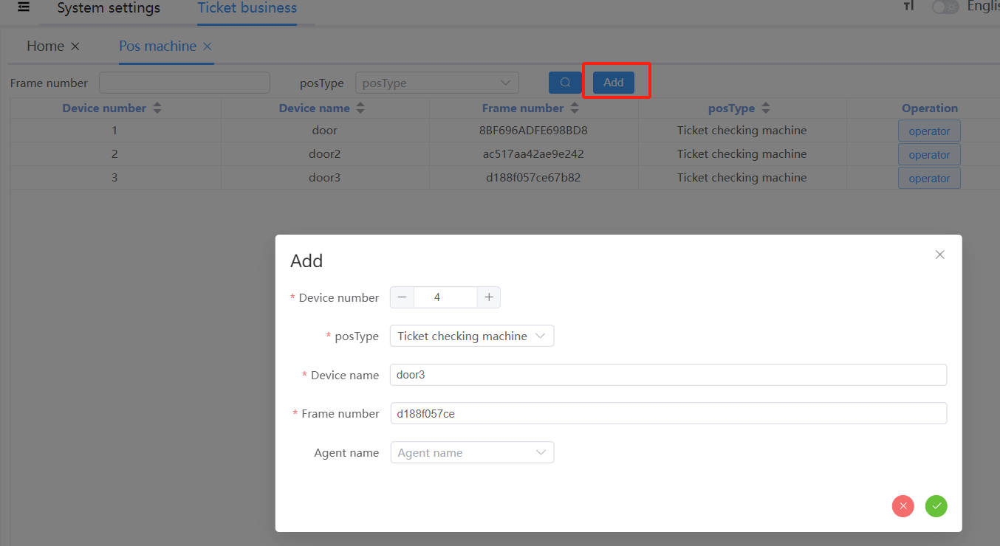 System settings Ticket business Englis
Home Pos machine
Frame number posType posType Add
Device number Device name Frame number posType Operation
1 door 8BF696ADFE698BD8 Ticket checking machine operator
2 door2 ac517aa42ae9e242 Ticket checking machine operator
3 door3 d188f057ce67b82 Ticket checking machine operator
Add
* Device number 4
* posType Ticket checking machine
* Device name door3
* Frame number d188f057ce
Agent name Agent name